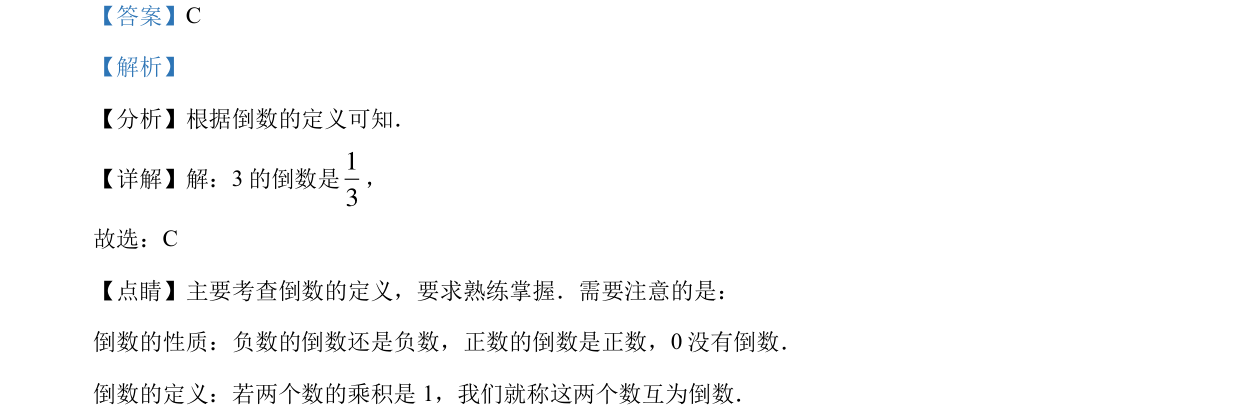 【答案】C
【解析】
【分析】根据倒数的定义可知．
【详解】解：3 的倒数是1/3，
故选：C
【点睛】主要考查倒数的定义，要求熟练掌握．需要注意的是：
倒数的性质：负数的倒数还是负数，正数的倒数是正数，0 没有倒数．
倒数的定义：若两个数的乘积是 1，我们就称这两个数互为倒数．